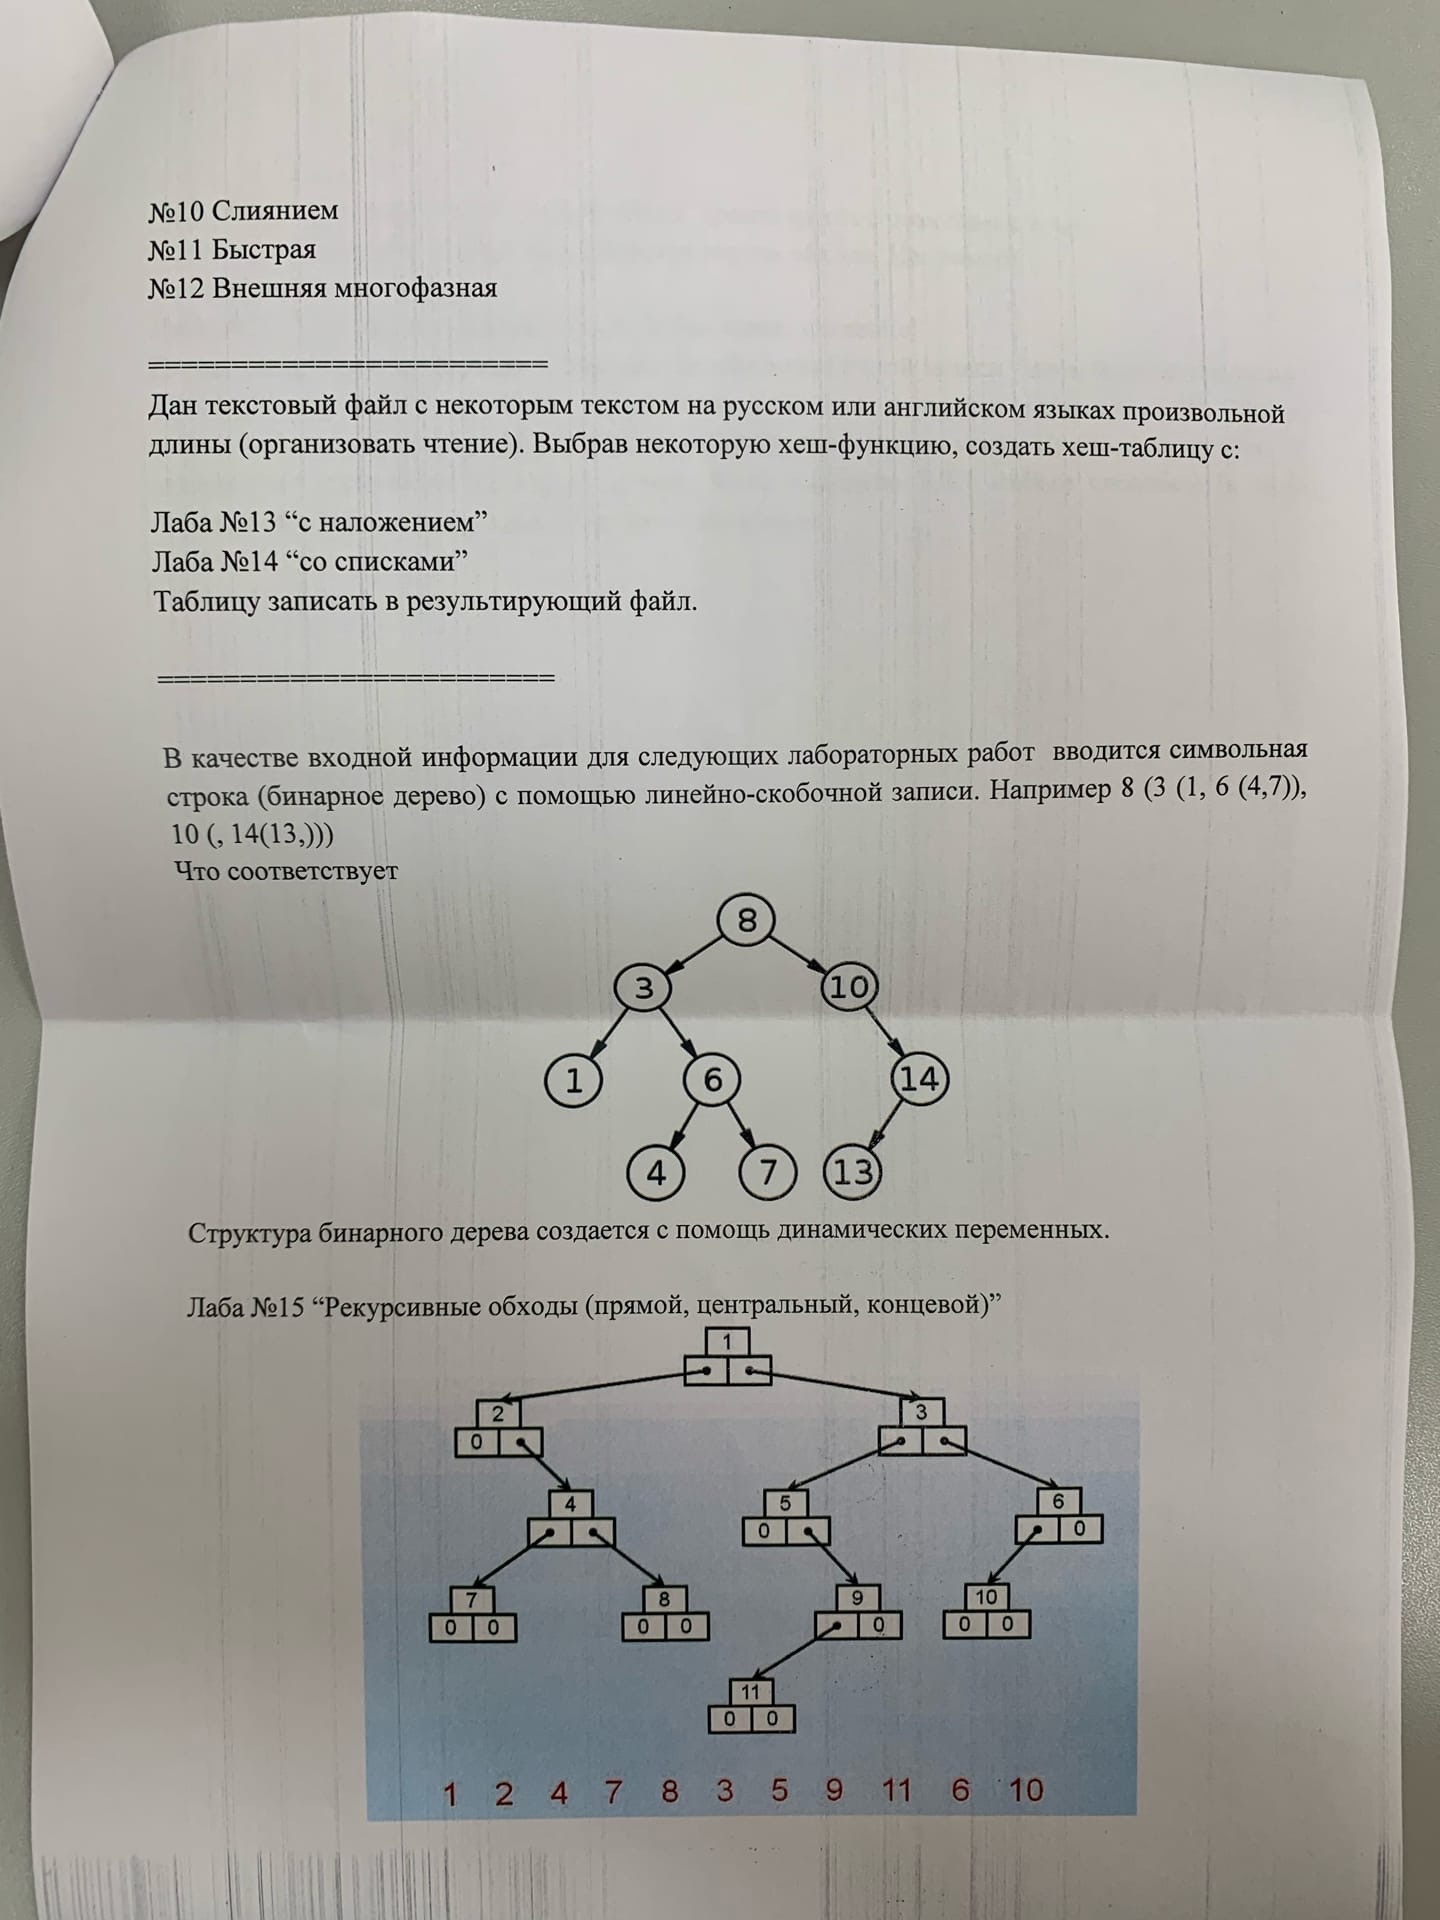 №10 Слиянием
№11 Быстрая
№12 Внешняя многофазная
========================
Дан текстовый файл с некоторым текстом на русском или английском языках произвольной
длины (организовать чтение). Выбрав некоторую хеш-функцию, создать хеш-таблицу с:
Лаба №13 “с наложением”
Лаба №14 “со списками”
Таблицу записать в результирующий файл.
========================
В качестве входной информации для следующих лабораторных работ вводится символьная
строка (бинарное дерево) с помощью линейно-скобочной записи. Например 8 (3 (1, 6 (4,7)),
10 (, 14(13,)))
Что соответствует
8
3 10
1 6 14
4 7 13
Структура бинарного дерева создается с помощь динамических переменных.
Лаба №15 “Рекурсивные обходы (прямой, центральный, концевой)”
1
2 3
0
4 5 6
0 0
7 8 9 10
0 0 0 0 0 0 0
11
0 0
1 2 4 7 8 3 5 9 11 6 10